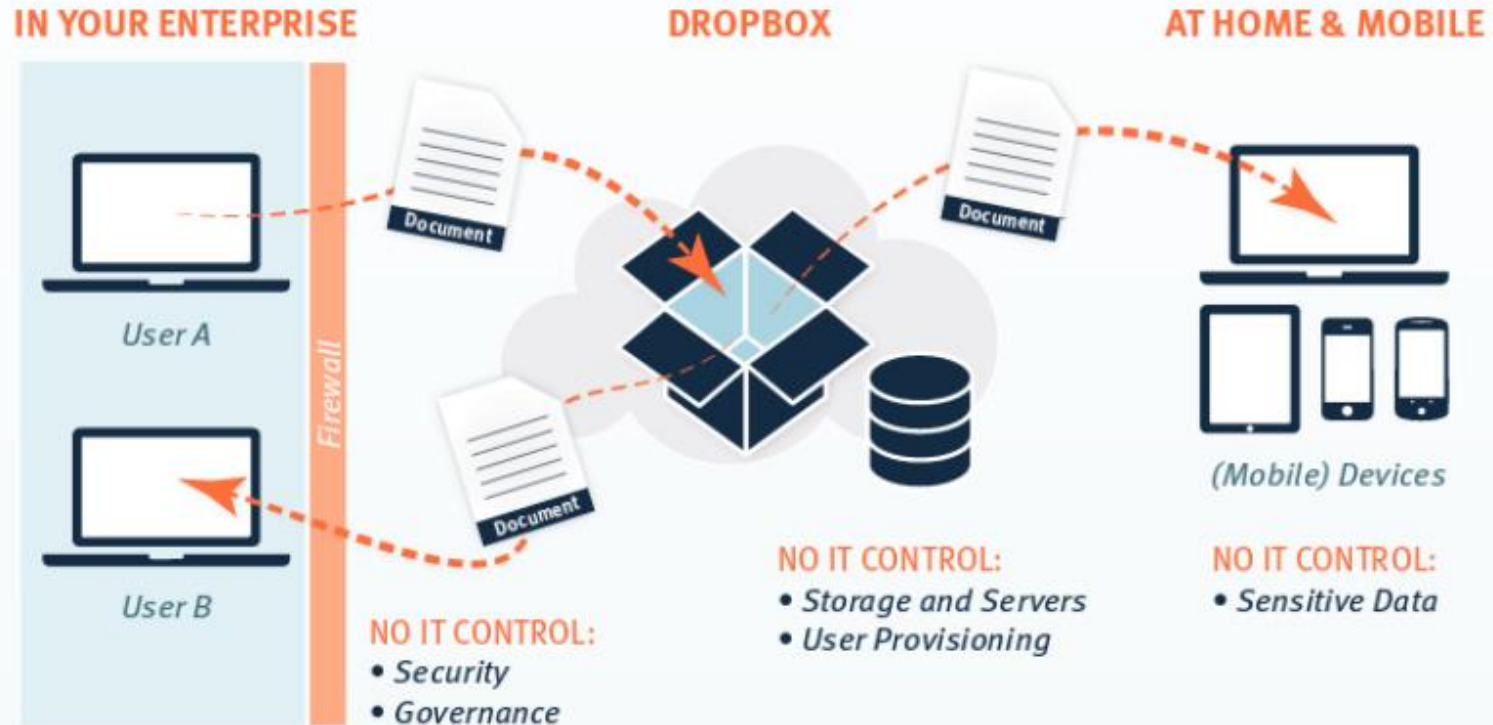 IN YOUR ENTERPRISE
DROPBOX
AT HOME & MOBILE
Document
Document
User A
Firewall
Document
(Mobile) Devices
User B
NO IT CONTROL:
• Security
• Governance
NO IT CONTROL:
• Storage and Servers
• User Provisioning
NO IT CONTROL:
• Sensitive Data